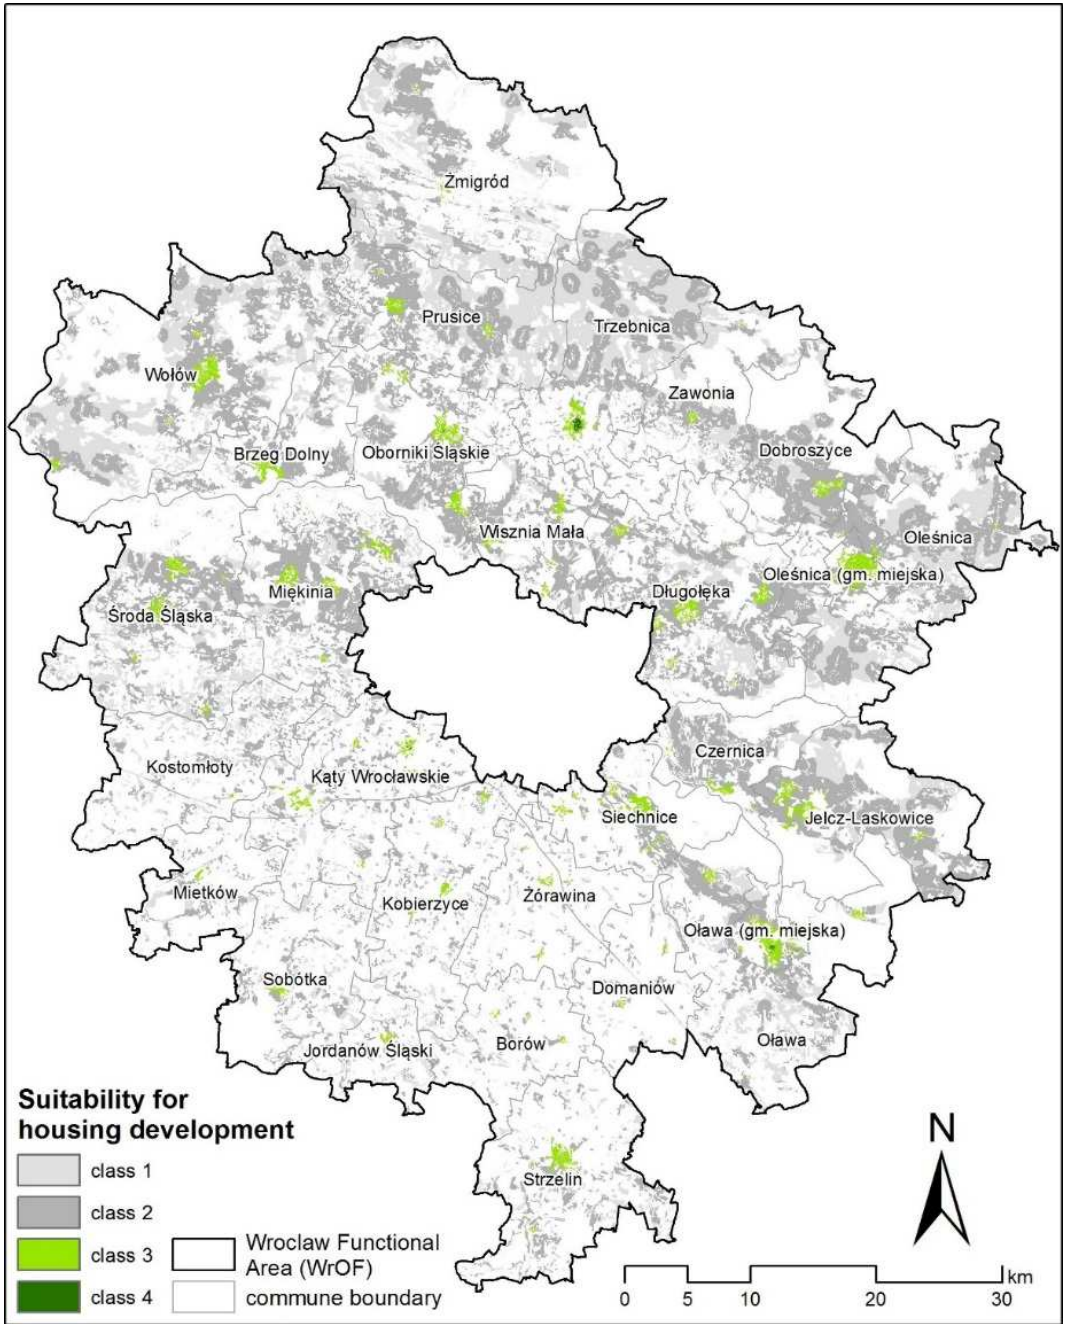 Żmigród
Prusice
Trzebnica
Wołów
Zawonia
Brzeg Dolny
Oborniki Śląskie
Dobroszyce
Wisznia Mała
Oleśnica
Oleśnica (gm. miejska)
Miękinia
Długołęka
Środa Śląska
Czernica
Kostomłoty
Kąty Wrocławskie
Siechnice
Jelcz-Laskowice
Mietków
Kobierzyce
Żórawina
Oława (gm. miejska)
Sobótka
Domaniów
Jordanów Śląski
Borów
Oława
Strzelin
Suitability for
housing development
class 1
class 2
class 3
class 4
Wroclaw Functional
Area (WrOF)
commune boundary
N
km
0 5 10 20 30